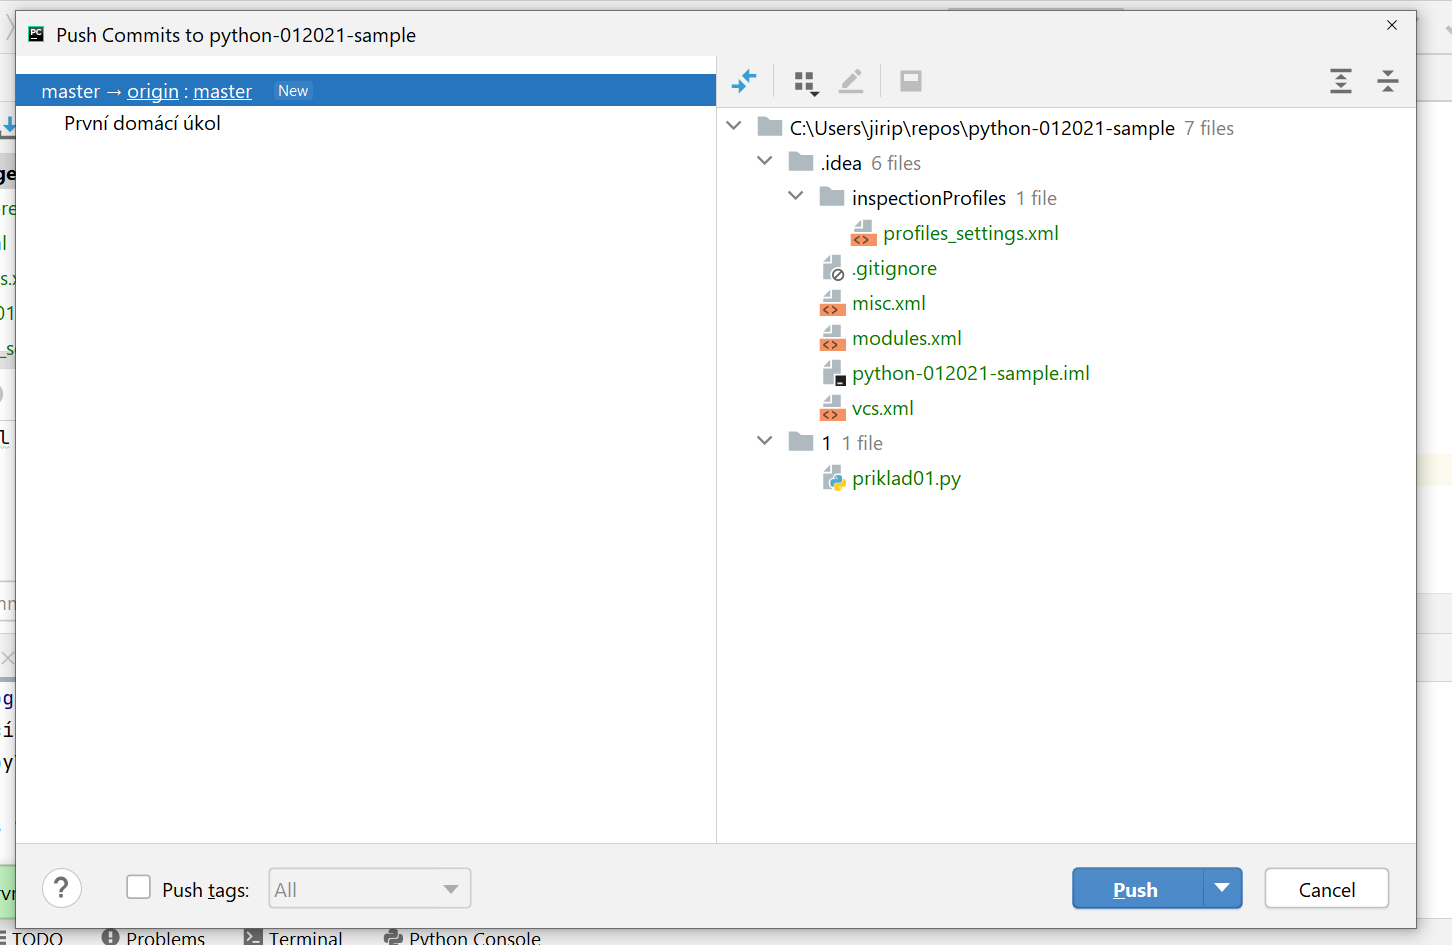 PC Push Commits to python-012021-sample
master → origin : master New
První domácí úkol
C:\Users\jirip\repos\python-012021-sample 7 files
.idea 6 files
inspectionProfiles 1 file
profiles_settings.xml
.gitignore
misc.xml
modules.xml
python-012021-sample.iml
vcs.xml
1 1 file
priklad01.py
? Push tags: All Push Cancel
TODO Problems Terminal Python Console